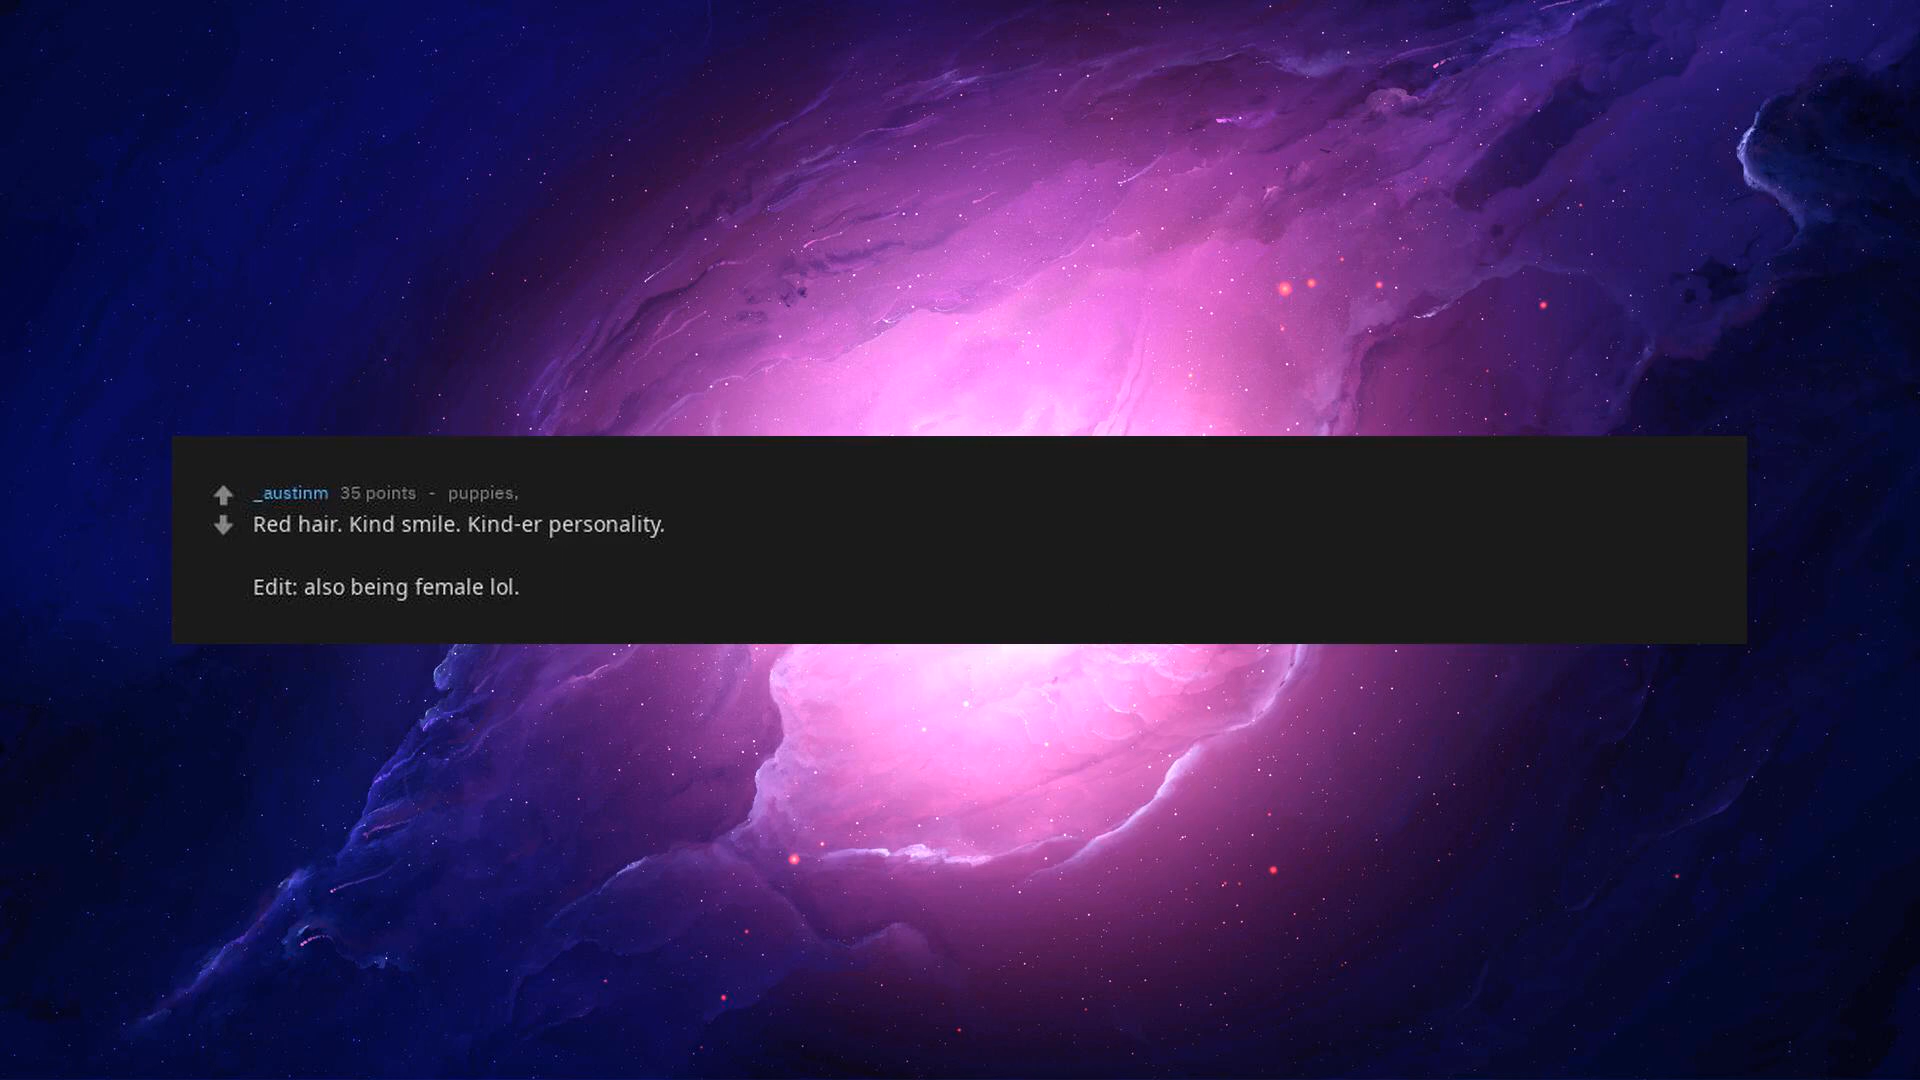 _austinm 35 points - puppies,
Red hair. Kind smile. Kind-er personality.
Edit: also being female lol.